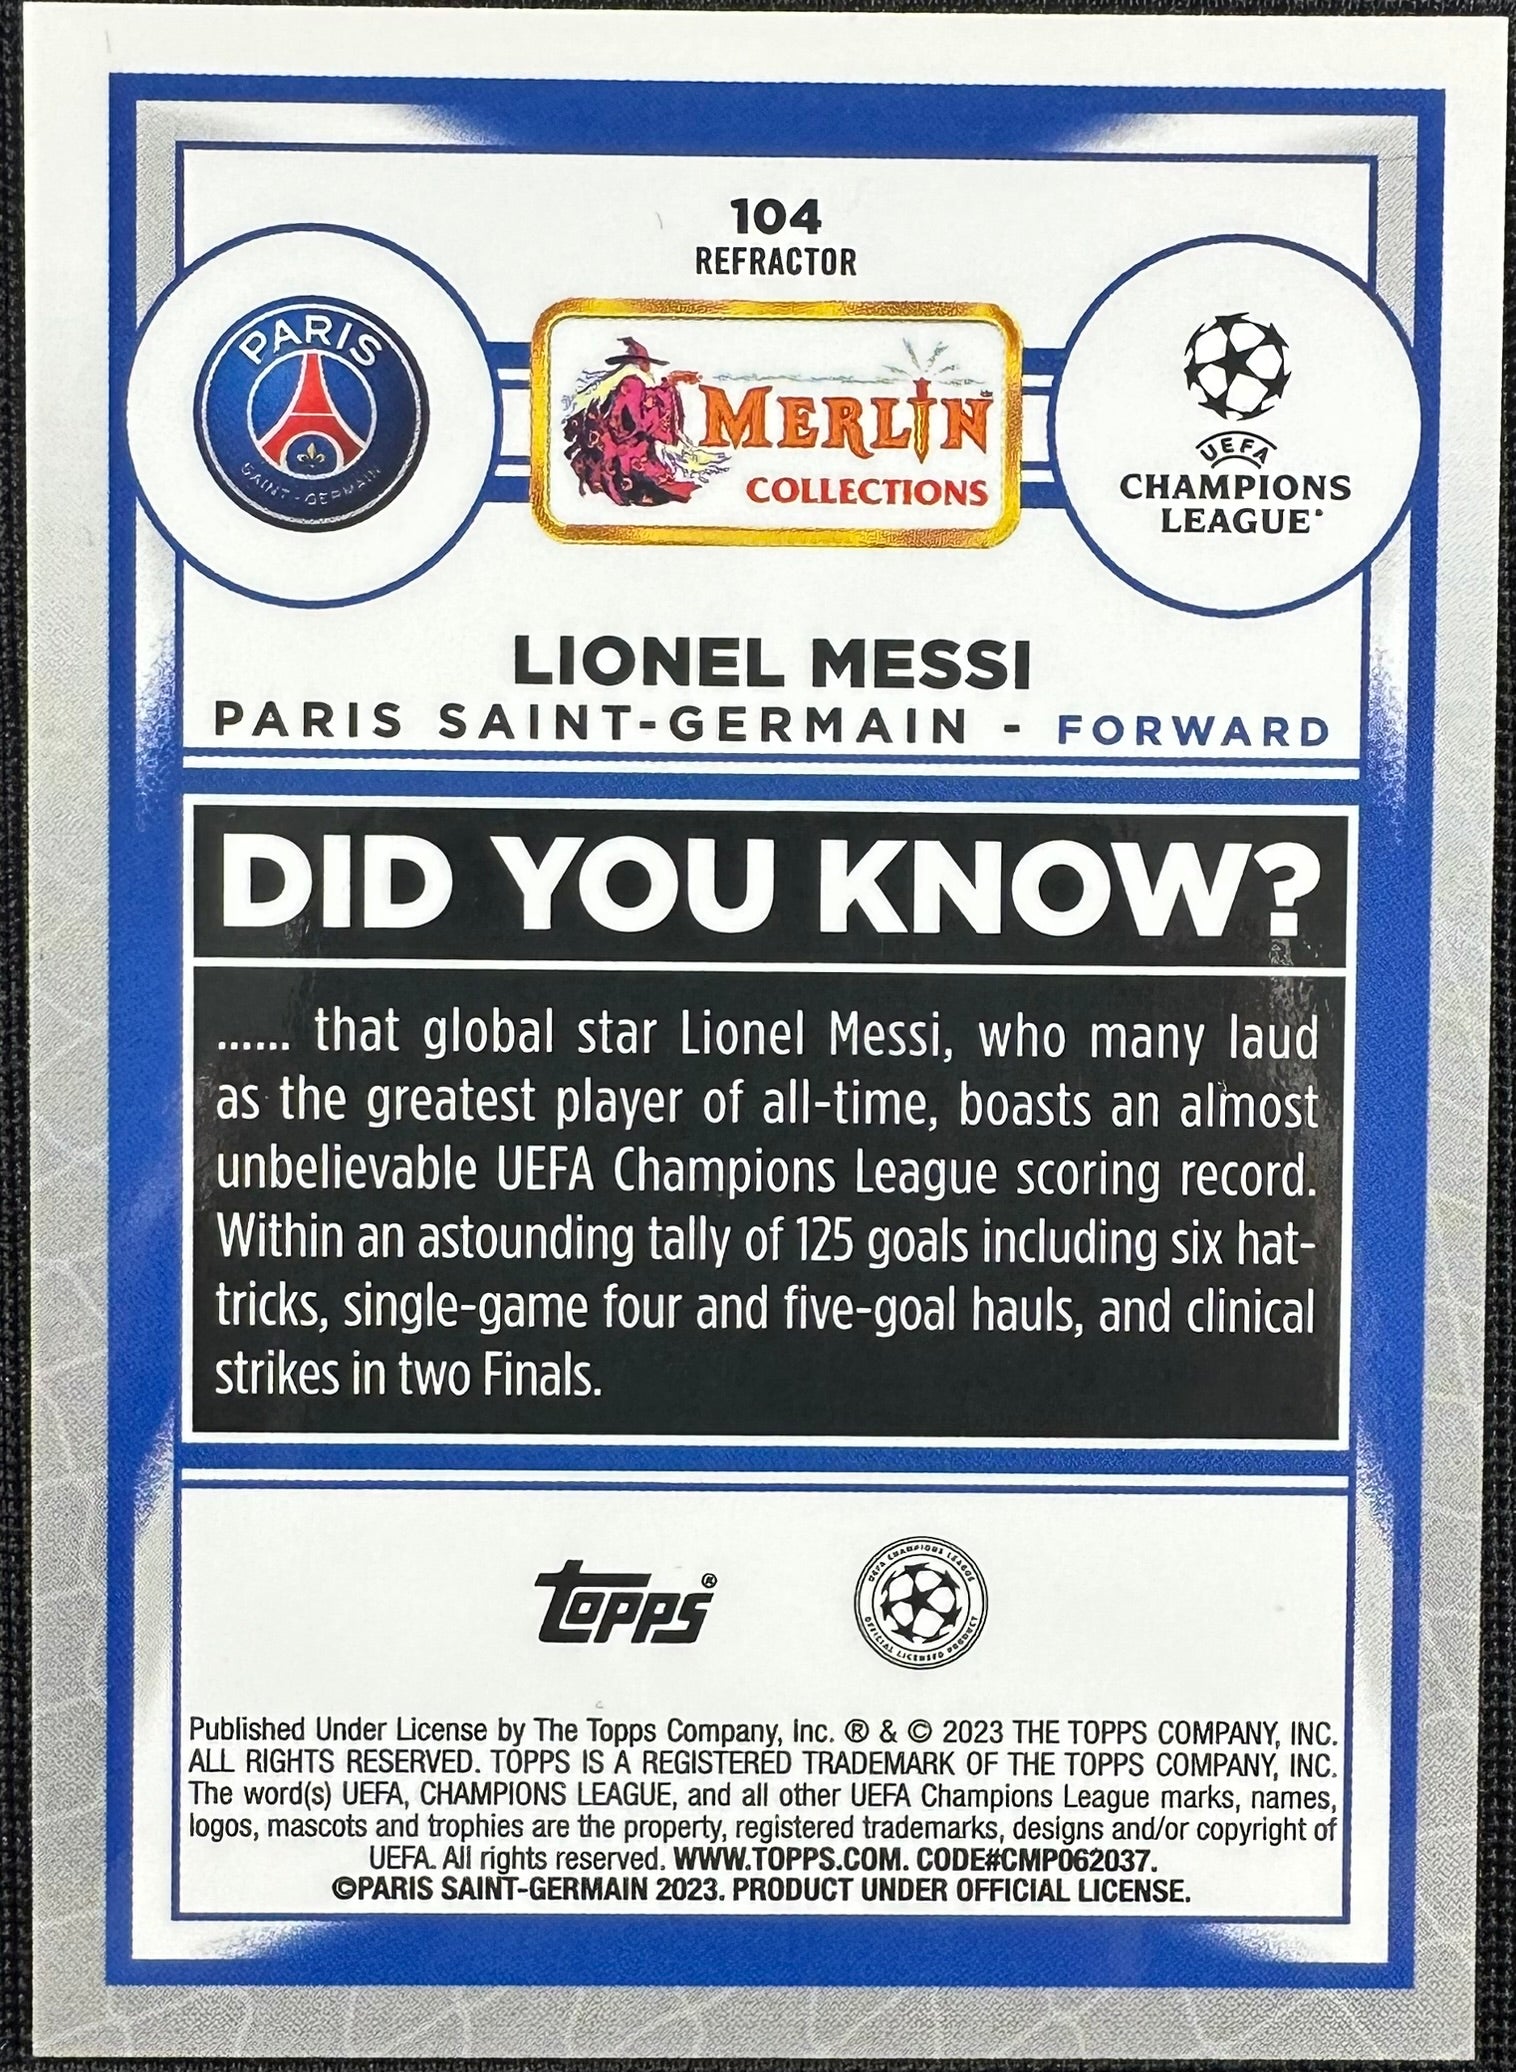 104
REFRACTOR
PARIS
SAINT-GERMAIN
MERLIN
COLLECTIONS
UEFA
CHAMPIONS
LEAGUE®
LIONEL MESSI
PARIS SAINT-GERMAIN - FORWARD
DID YOU KNOW?
...... that global star Lionel Messi, who many laud
as the greatest player of all-time, boasts an almost
unbelievable UEFA Champions League scoring record.
Within an astounding tally of 125 goals including six hat-
tricks, single-game four and five-goal hauls, and clinical
strikes in two Finals.
topps®
UEFA CHAMPIONS LEAGUE
OFFICIAL LICENSED PRODUCT
Published Under License by The Topps Company, Inc. ® & © 2023 THE TOPPS COMPANY, INC.
ALL RIGHTS RESERVED. TOPPS IS A REGISTERED TRADEMARK OF THE TOPPS COMPANY, INC.
The word(s) UEFA, CHAMPIONS LEAGUE, and all other UEFA Champions League marks, names,
logos, mascots and trophies are the property, registered trademarks, designs and/or copyright of
UEFA. All rights reserved. WWW.TOPPS.COM. CODE#CMP062037.
©PARIS SAINT-GERMAIN 2023. PRODUCT UNDER OFFICIAL LICENSE.